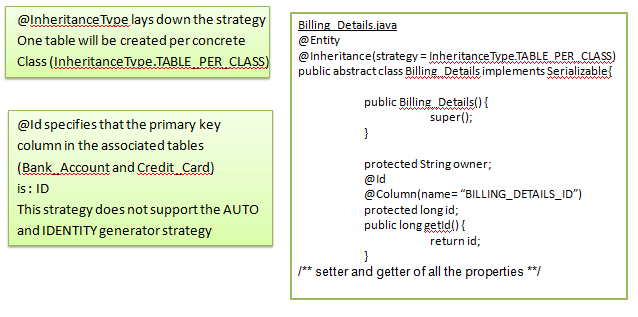 @InheritanceType lays down the strategy
One table will be created per concrete
Class (InheritanceType.TABLE_PER_CLASS)
@Id specifies that the primary key
column in the associated tables
(Bank_Account and Credit_Card)
is : ID
This strategy does not support the AUTO
and IDENTITY generator strategy
Billing_Details.java
@Entity
@Inheritance(strategy = InheritanceType.TABLE_PER_CLASS)
public abstract class Billing_Details implements Serializable{
public Billing_Details() {
super();
}
protected String owner;
@Id
@Column(name= “BILLING_DETAILS_ID”)
protected long id;
public long getId() {
return id;
}
/** setter and getter of all the properties **/